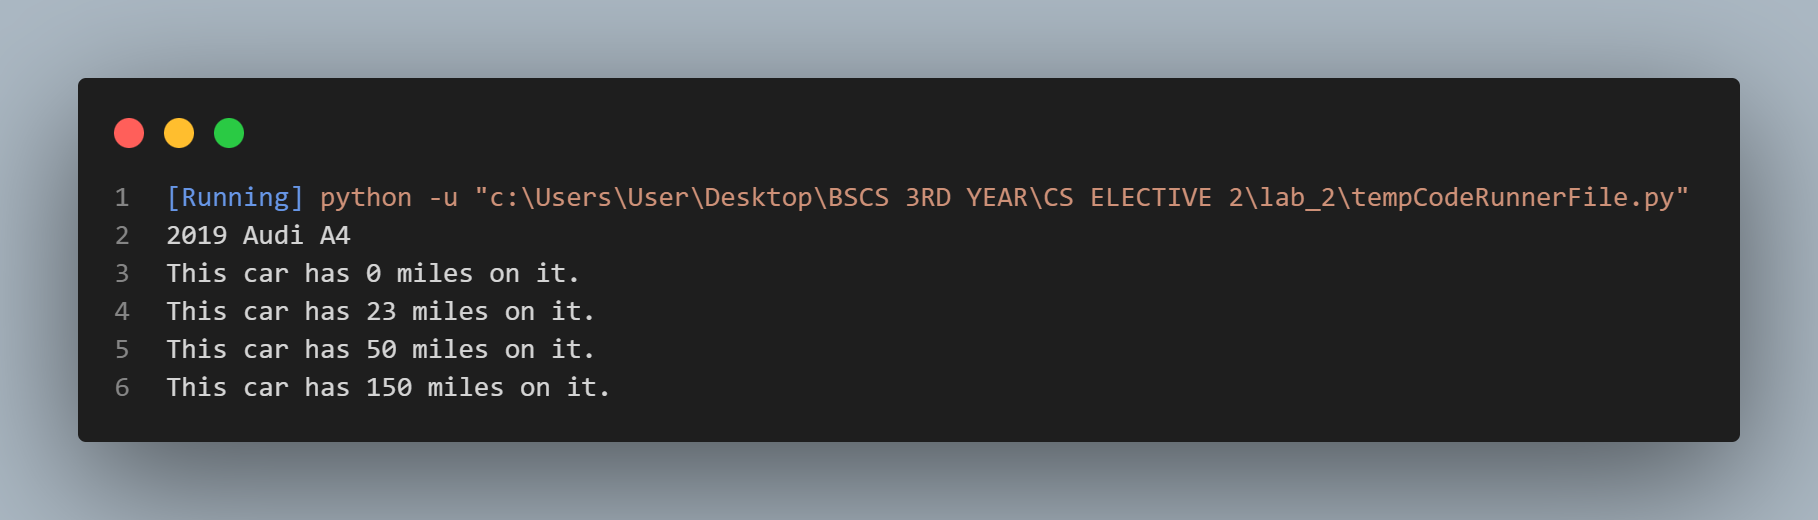 1 [Running] python -u "c:\Users\User\Desktop\BSCS 3RD YEAR\CS ELECTIVE 2\lab_2\tempCodeRunnerFile.py"
2 2019 Audi A4
3 This car has 0 miles on it.
4 This car has 23 miles on it.
5 This car has 50 miles on it.
6 This car has 150 miles on it.